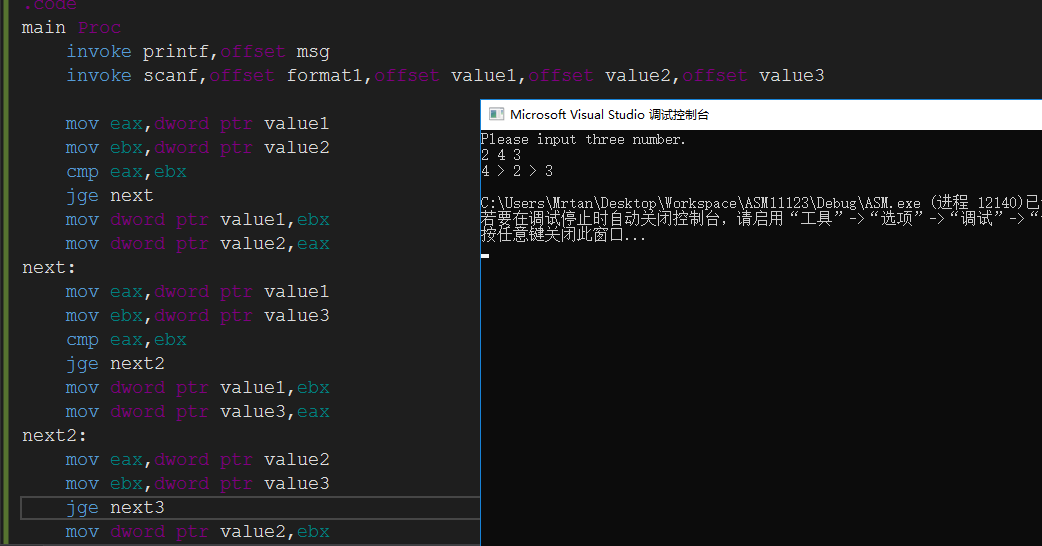 .code
main Proc
invoke printf,offset msg
invoke scanf,offset format1,offset value1,offset value2,offset value3
mov eax,dword ptr value1
mov ebx,dword ptr value2
cmp eax,ebx
jge next
mov dword ptr value1,ebx
mov dword ptr value2,eax
next:
mov eax,dword ptr value1
mov ebx,dword ptr value3
cmp eax,ebx
jge next2
mov dword ptr value1,ebx
mov dword ptr value3,eax
next2:
mov eax,dword ptr value2
mov ebx,dword ptr value3
jge next3
mov dword ptr value2,ebx
Microsoft Visual Studio 调试控制台
Please input three number.
2 4 3
4 > 2 > 3
C:\Users\Mrtan\Desktop\Workspace\ASM11123\Debug\ASM.exe (进程 12140)已
若要在调试停止时自动关闭控制台，请启用“工具”->“选项”->“调试”->“
按任意键关闭此窗口...